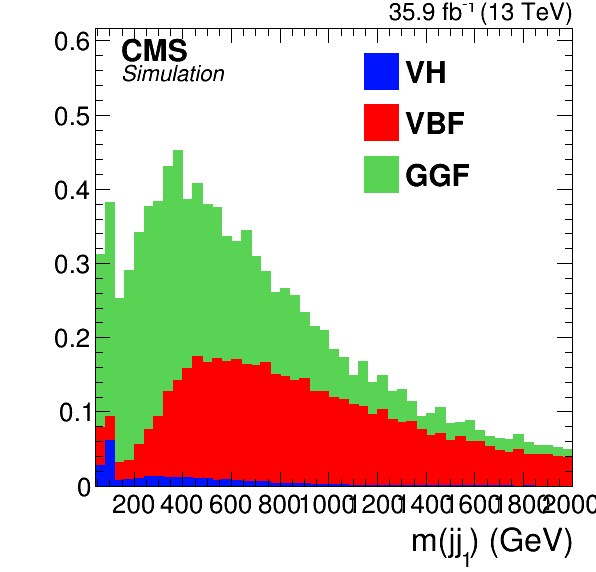 35.9 fb⁻¹ (13 TeV)
CMS
Simulation
VH
VBF
GGF
0.6
0.5
0.4
0.3
0.2
0.1
0
200 400 600 800 1000 1200 1400 1600 1800 2000
m(jj₁) (GeV)